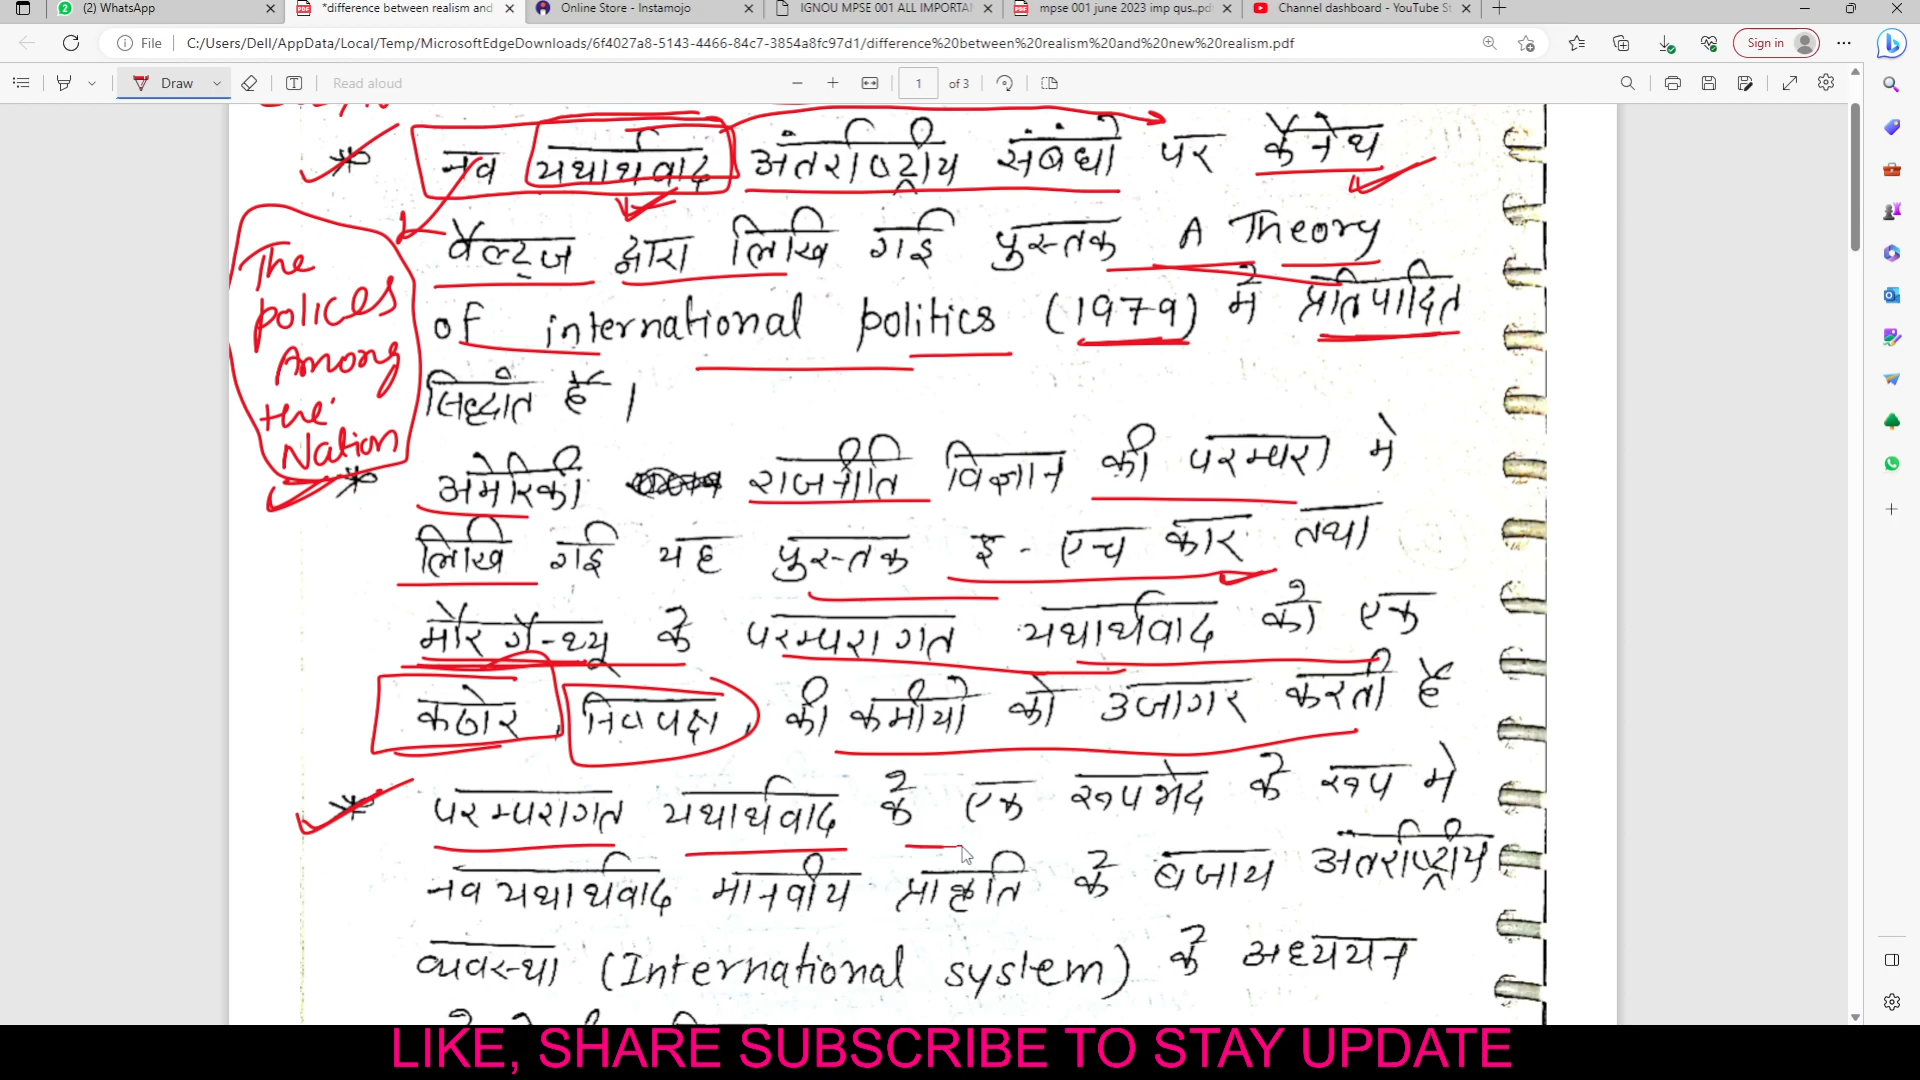 (2) WhatsApp
*difference between realism and
Online Store - Instamojo
IGNOU MPSE 001 ALL IMPORTAN
mpse 001 june 2023 imp qus..pdf
Channel dashboard - YouTube St
File
C:/Users/Dell/AppData/Local/Temp/MicrosoftEdgeDownloads/6f4027a8-5143-4466-84c7-3854a8fc97d1/difference%20between%20realism%20and%20new%20realism.pdf
Sign in
Draw
Read aloud
1 of 3
* नव यथार्थवाद अंतराष्ट्रीय संबंधो पर केनेथ
वैल्ट्ज द्वारा लिखि गई पुस्तक A Theory
of international politics (1979) मे प्रतिपादित
सिद्धांत है।
The polices Among the Nation
* अमेरिकी राजनीति विज्ञान की परम्परा मे
लिखि गई यह पुस्तक इ - एच कार तथा
मौर गेन्थ्यू के परम्परागत यथार्थवाद को एक
कठोर, निष्पक्ष, की कमीयो को उजागर करती है
* परम्परागत यथार्थवाद के एक रूपभेद के रूप मे
नव यथार्थवाद मानवीय प्राकृति के बजाय अंतर्राष्ट्रीय
व्यवस्था (International system) के अध्ययन
LIKE, SHARE SUBSCRIBE TO STAY UPDATE